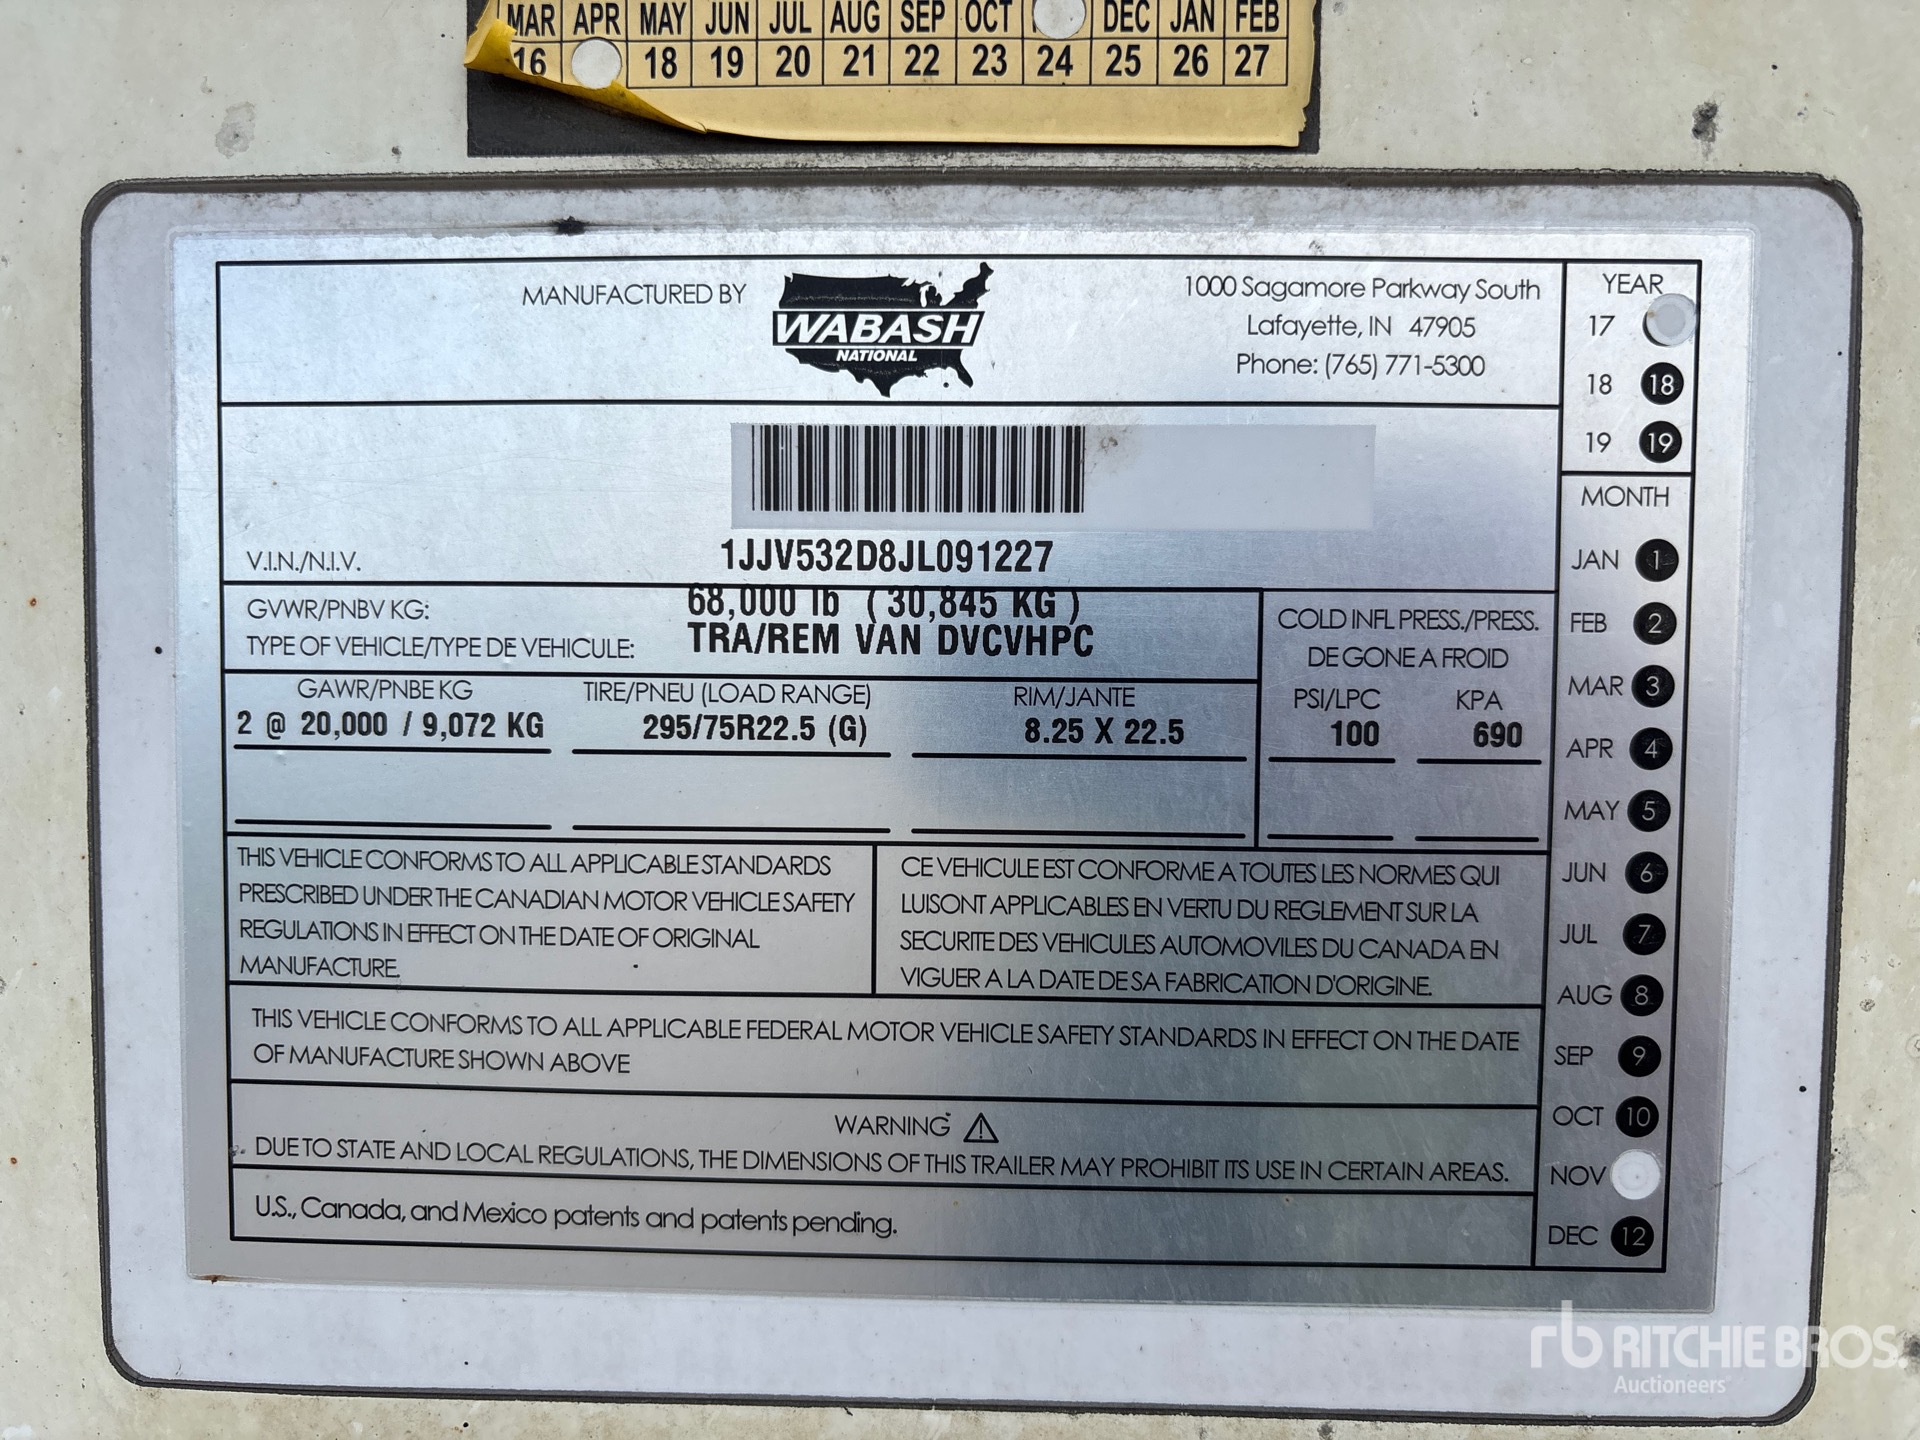 MAR APR MAY JUN JUL AUG SEP OCT DEC JAN FEB
16 18 19 20 21 22 23 24 25 26 27
MANUFACTURED BY
WABASH
NATIONAL
1000 Sagamore Parkway South
Lafayette, IN 47905
Phone: (765) 771-5300
YEAR
17
18 18
19 19
V.I.N./N.I.V. 1JJV532D8JL091227
GVWR/PNBV KG: 68,000 lb (30,845 KG)
TYPE OF VEHICLE/TYPE DE VEHICULE: TRA/REM VAN DVCVHPC
COLD INFL PRESS./PRESS.
DE GONE A FROID
GAWR/PNBE KG TIRE/PNEU (LOAD RANGE) RIM/JANTE PSI/LPC KPA
2 @ 20,000 / 9,072 KG 295/75R22.5 (G) 8.25 X 22.5 100 690
THIS VEHICLE CONFORMS TO ALL APPLICABLE STANDARDS
PRESCRIBED UNDER THE CANADIAN MOTOR VEHICLE SAFETY
REGULATIONS IN EFFECT ON THE DATE OF ORIGINAL
MANUFACTURE.
CE VEHICULE EST CONFORME A TOUTES LES NORMES QUI
LUISONT APPLICABLES EN VERTU DU REGLEMENT SUR LA
SECURITE DES VEHICULES AUTOMOVILES DU CANADA EN
VIGUER A LA DATE DE SA FABRICATION D'ORIGINE.
THIS VEHICLE CONFORMS TO ALL APPLICABLE FEDERAL MOTOR VEHICLE SAFETY STANDARDS IN EFFECT ON THE DATE
OF MANUFACTURE SHOWN ABOVE
WARNING
DUE TO STATE AND LOCAL REGULATIONS, THE DIMENSIONS OF THIS TRAILER MAY PROHIBIT ITS USE IN CERTAIN AREAS.
U.S., Canada, and Mexico patents and patents pending.
MONTH
JAN 1
FEB 2
MAR 3
APR 4
MAY 5
JUN 6
JUL 7
AUG 8
SEP 9
OCT 10
NOV
DEC 12
rb RITCHIE BROS.
Auctioneers